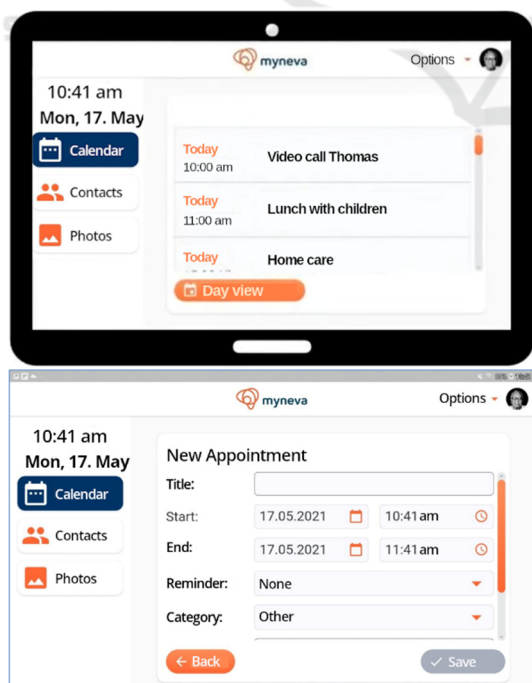 myneva
Options
10:41 am
Mon, 17. May
Calendar
Contacts
Photos
Today
10:00 am
Video call Thomas
Today
11:00 am
Lunch with children
Today
Home care
Day view
myneva
Options
10:41 am
Mon, 17. May
Calendar
Contacts
Photos
New Appointment
Title:
Start: 17.05.2021 10:41 am
End: 17.05.2021 11:41 am
Reminder: None
Category: Other
Back
Save